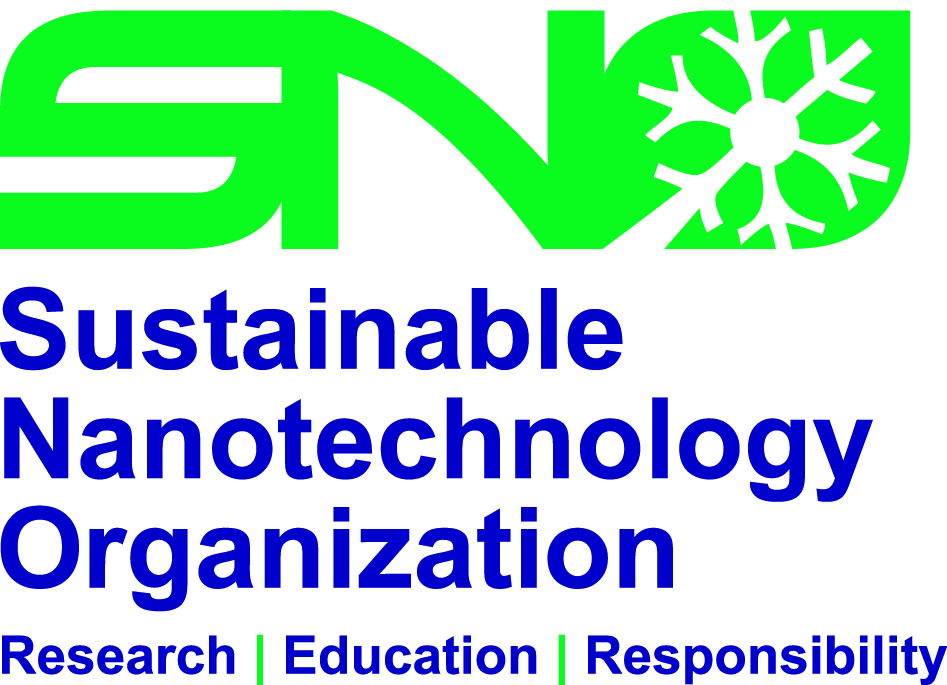 SNO
Sustainable
Nanotechnology
Organization
Research | Education | Responsibility